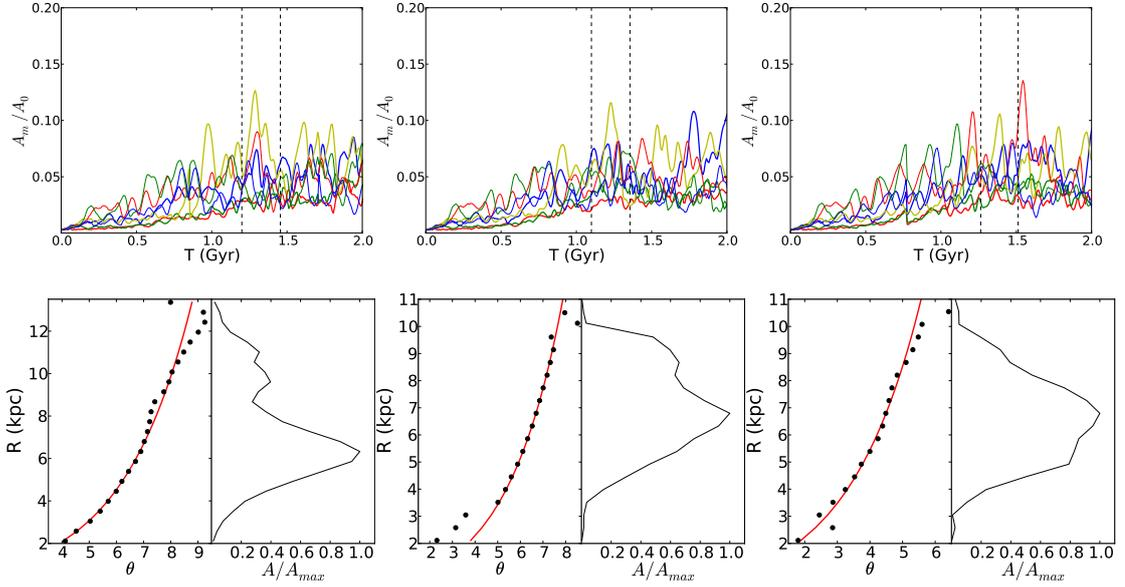 0.20 0.20 0.20
0.15 0.15 0.15
A_m/A_0 A_m/A_0 A_m/A_0
0.10 0.10 0.10
0.05 0.05 0.05
0.0 0.5 1.0 1.5 2.0 0.0 0.5 1.0 1.5 2.0 0.0 0.5 1.0 1.5 2.0
T (Gyr) T (Gyr) T (Gyr)
12 10 8 6 4 2
R (kpc)
4 5 6 7 8 9 0.2 0.4 0.6 0.8 1.0
θ A/A_max
11 10 9 8 7 6 5 4 3 2
R (kpc)
2 3 4 5 6 7 8 0.2 0.4 0.6 0.8 1.0
θ A/A_max
11 10 9 8 7 6 5 4 3 2
R (kpc)
2 3 4 5 6 0.2 0.4 0.6 0.8 1.0
θ A/A_max